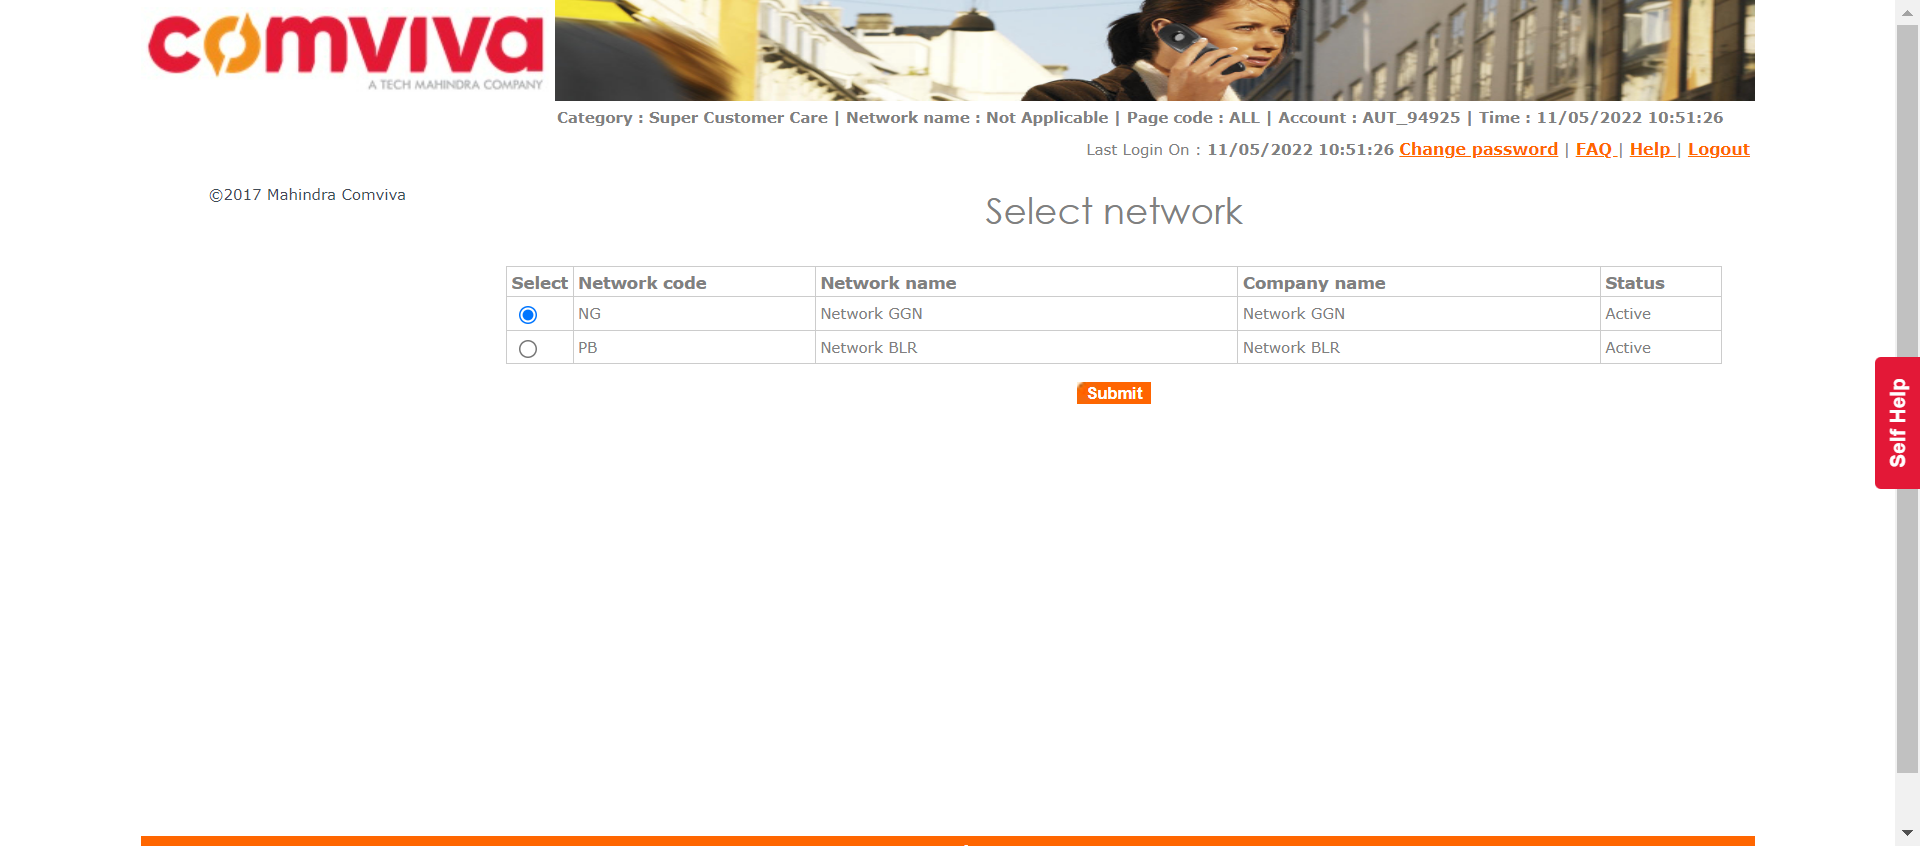 comviva
A TECH MAHINDRA COMPANY
Category : Super Customer Care | Network name : Not Applicable | Page code : ALL | Account : AUT_94925 | Time : 11/05/2022 10:51:26
Last Login On : 11/05/2022 10:51:26 Change password | FAQ | Help | Logout
©2017 Mahindra Comviva
Select network
Select Network code Network name Company name Status
NG Network GGN Network GGN Active
PB Network BLR Network BLR Active
Submit
Self Help